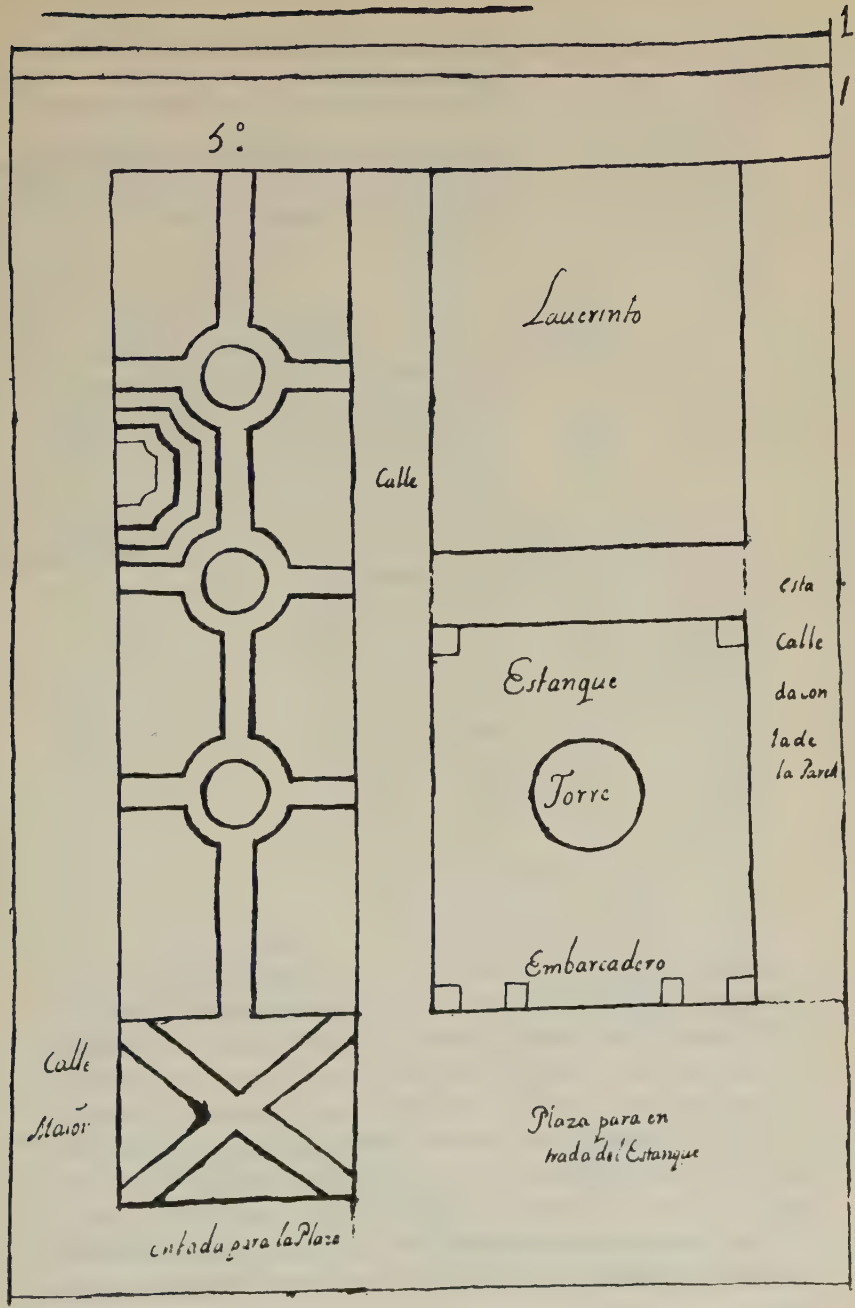 1
1
5º
Lauerinto
Calle
esta
Calle
da con
la de
la Pared
Estanque
Torre
Embarcadero
Calle
Maior
Plaza para en
trada del Estanque
entada para la Plaza